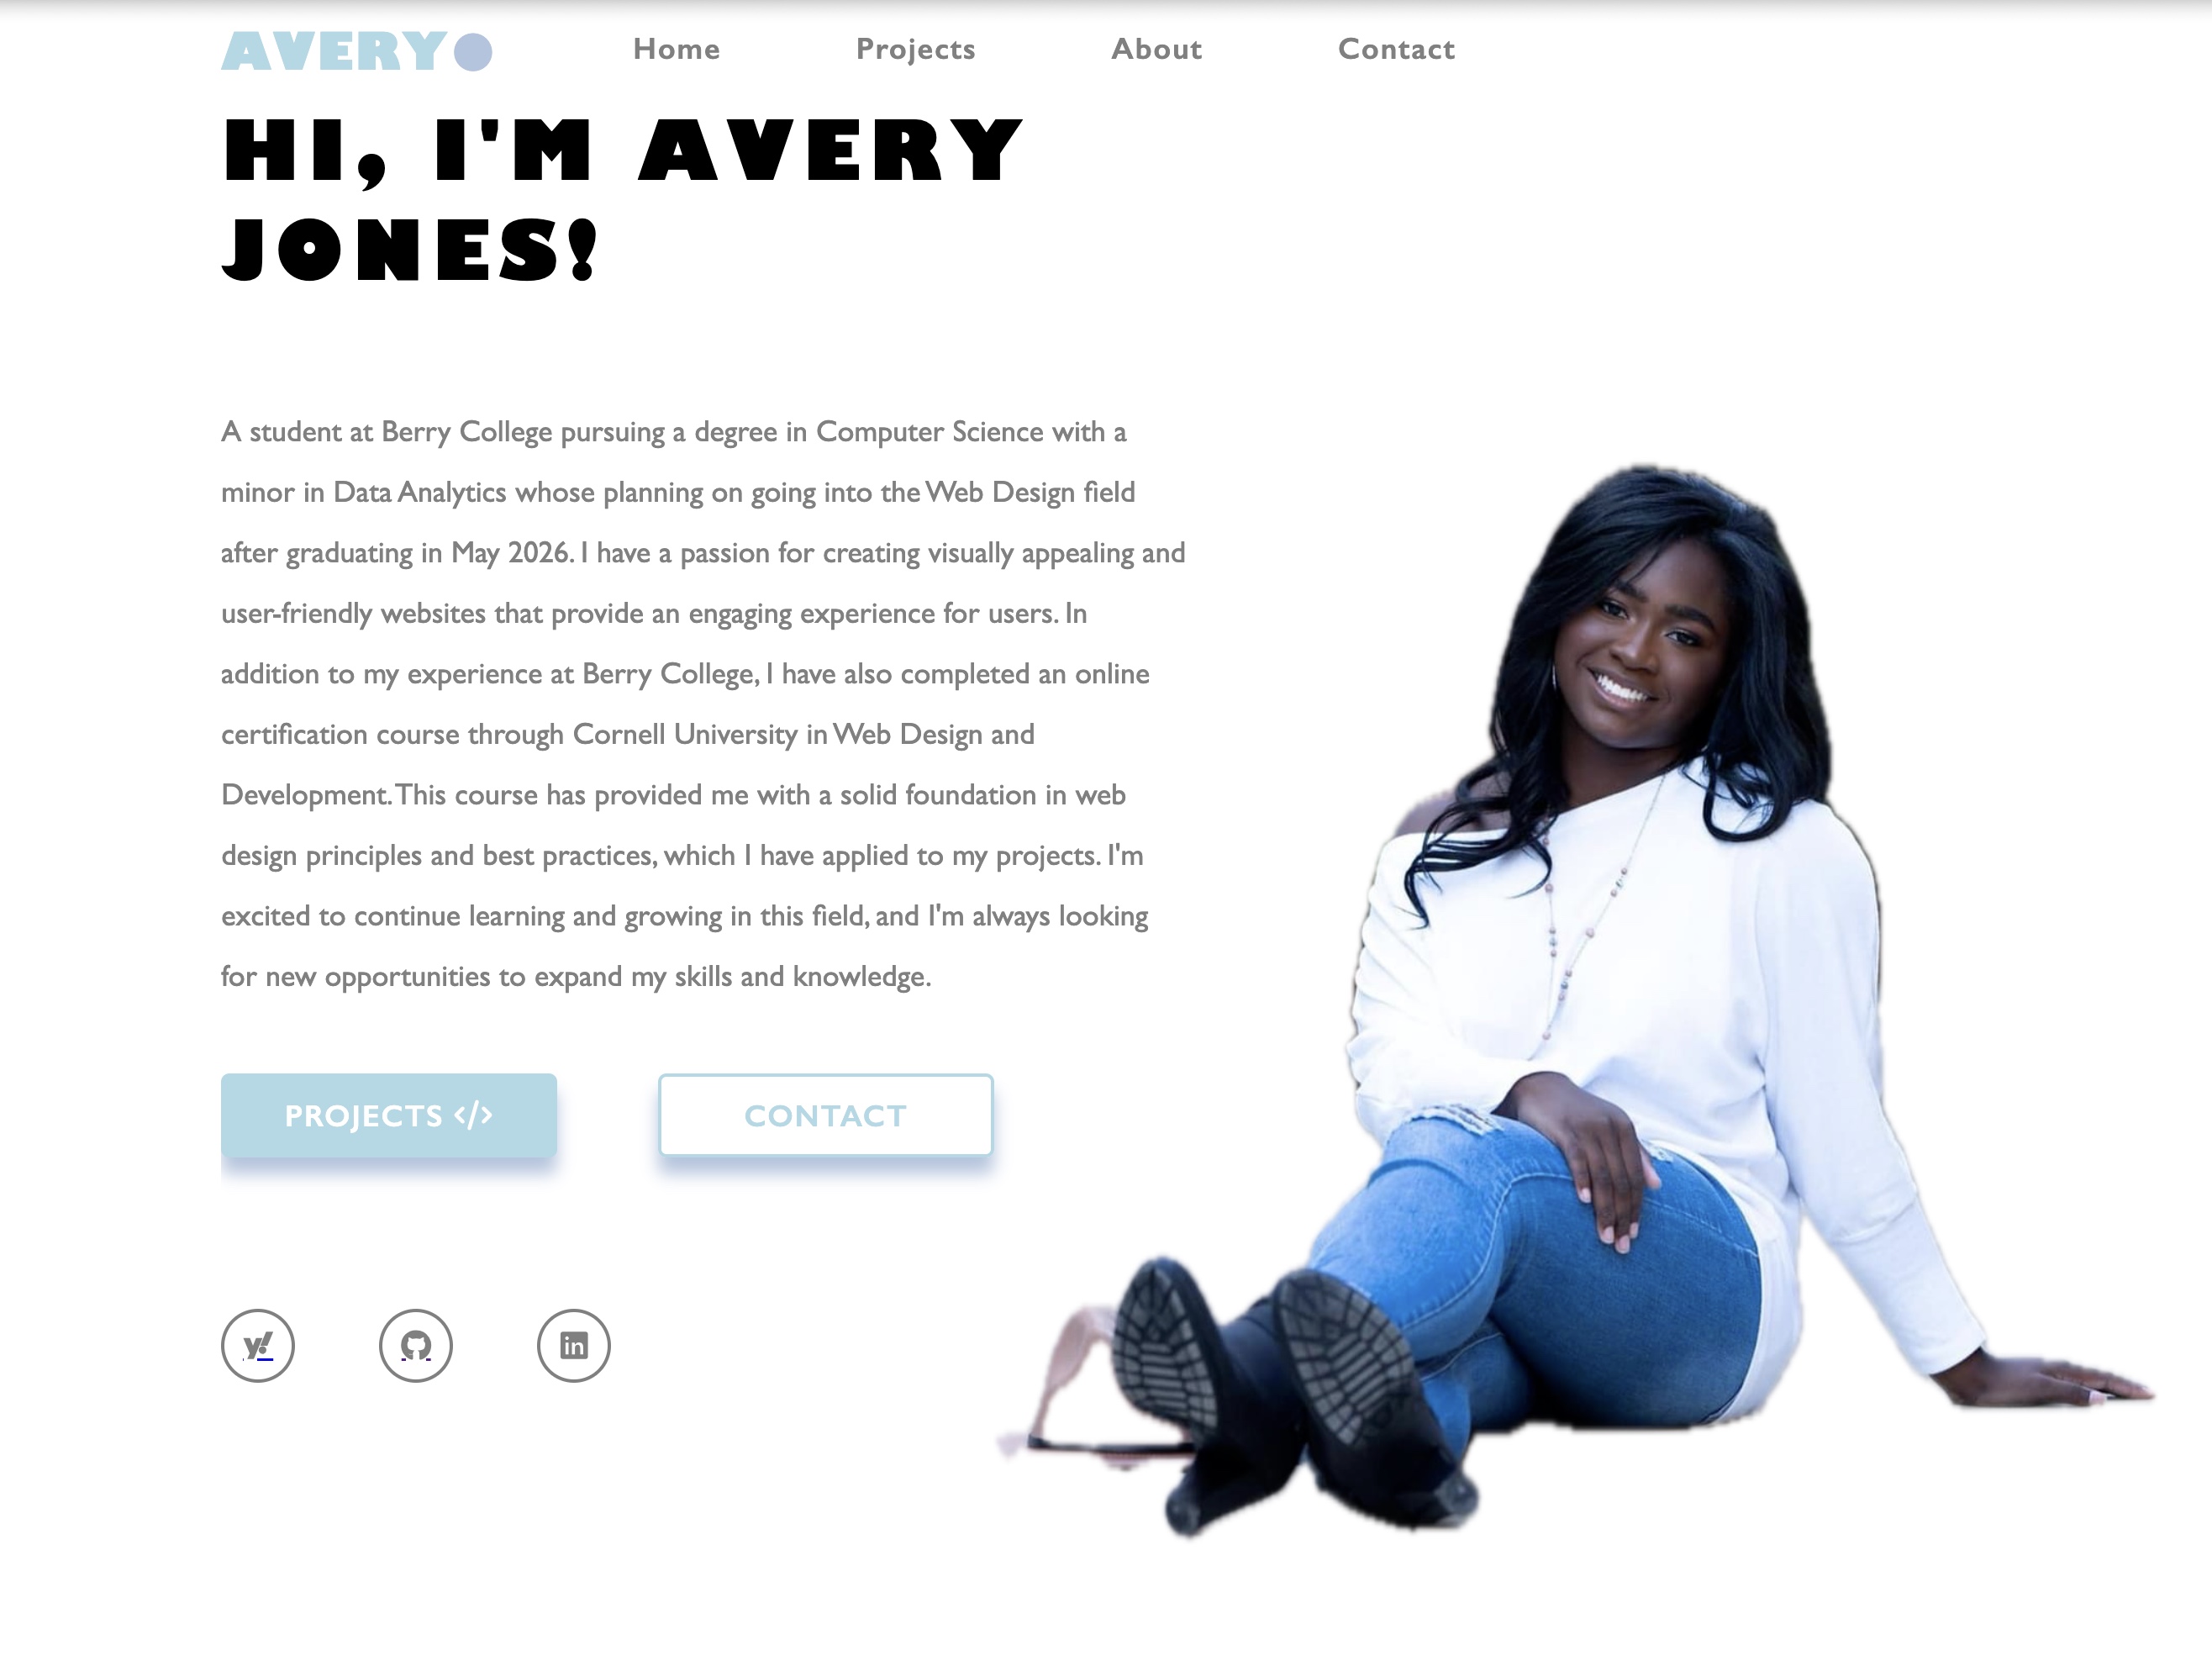 AVERY
Home Projects About Contact
HI, I'M AVERY
JONES!
A student at Berry College pursuing a degree in Computer Science with a
minor in Data Analytics whose planning on going into the Web Design field
after graduating in May 2026. I have a passion for creating visually appealing and
user-friendly websites that provide an engaging experience for users. In
addition to my experience at Berry College, I have also completed an online
certification course through Cornell University in Web Design and
Development. This course has provided me with a solid foundation in web
design principles and best practices, which I have applied to my projects. I'm
excited to continue learning and growing in this field, and I'm always looking
for new opportunities to expand my skills and knowledge.
PROJECTS </> CONTACT
y! in